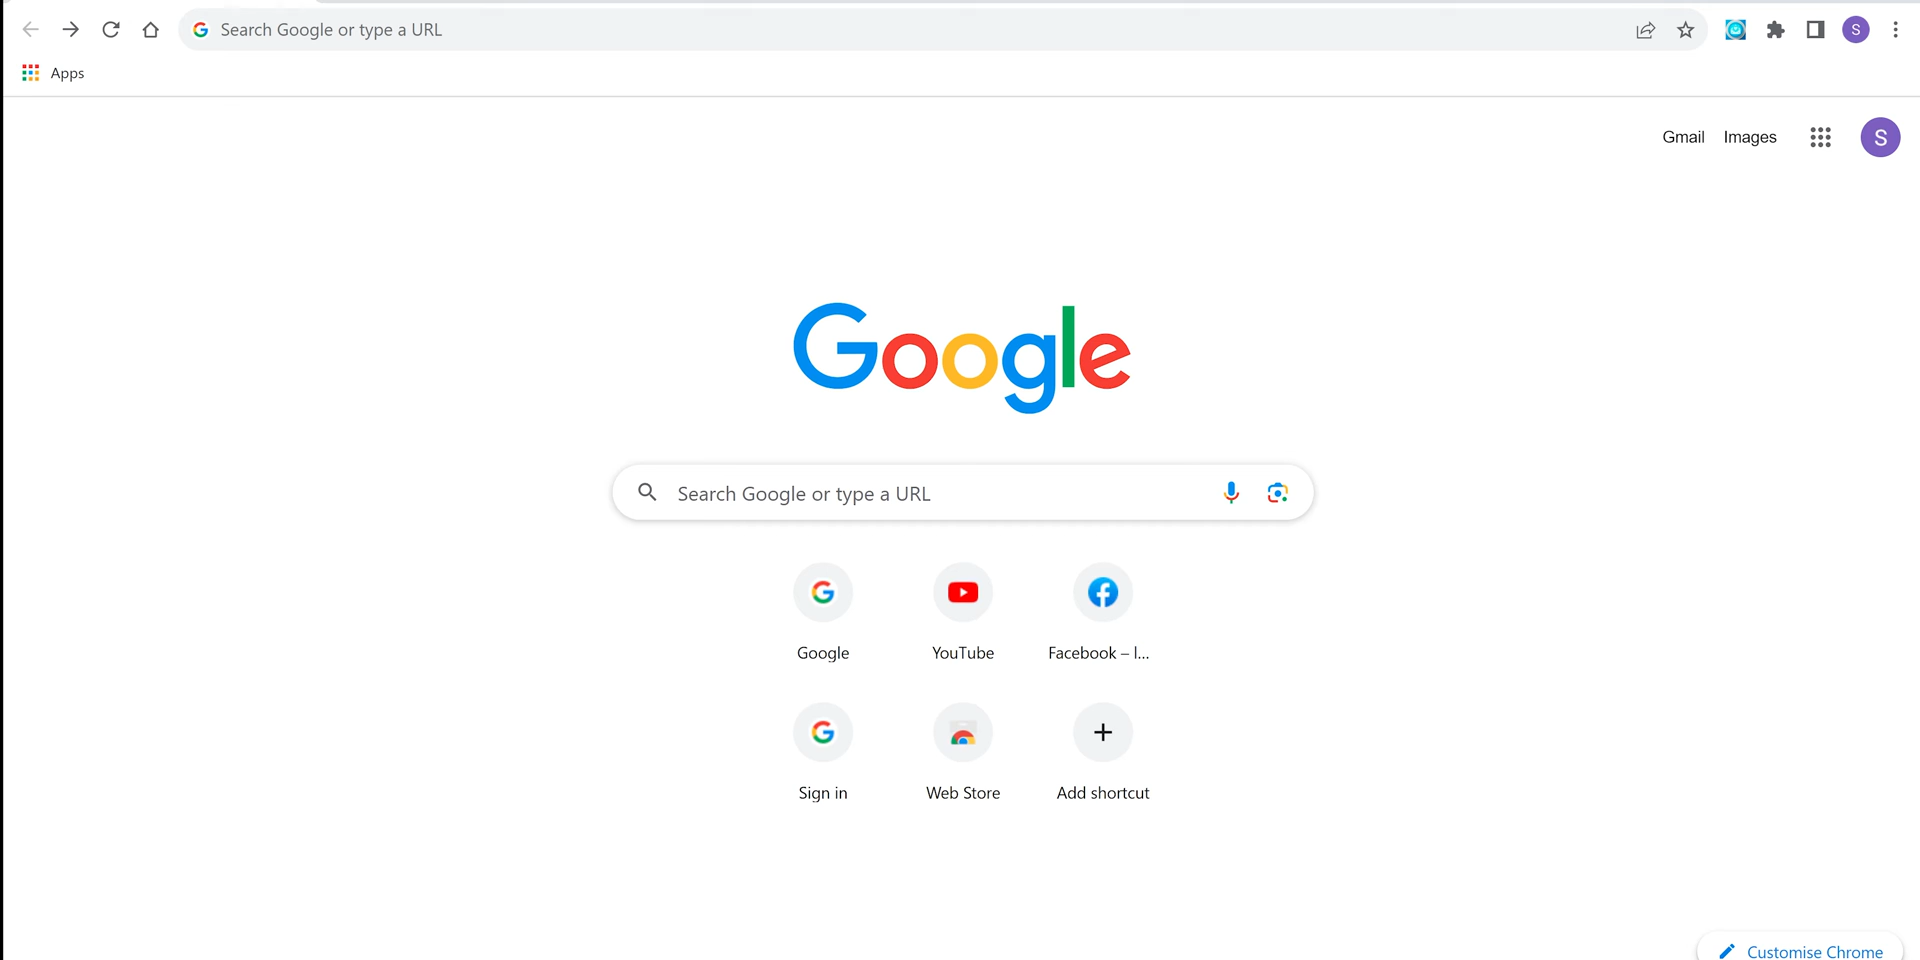 Search Google or type a URL
S
Apps
Gmail Images
S
Google
Search Google or type a URL
Google YouTube Facebook – l...
Sign in Web Store Add shortcut
Customise Chrome